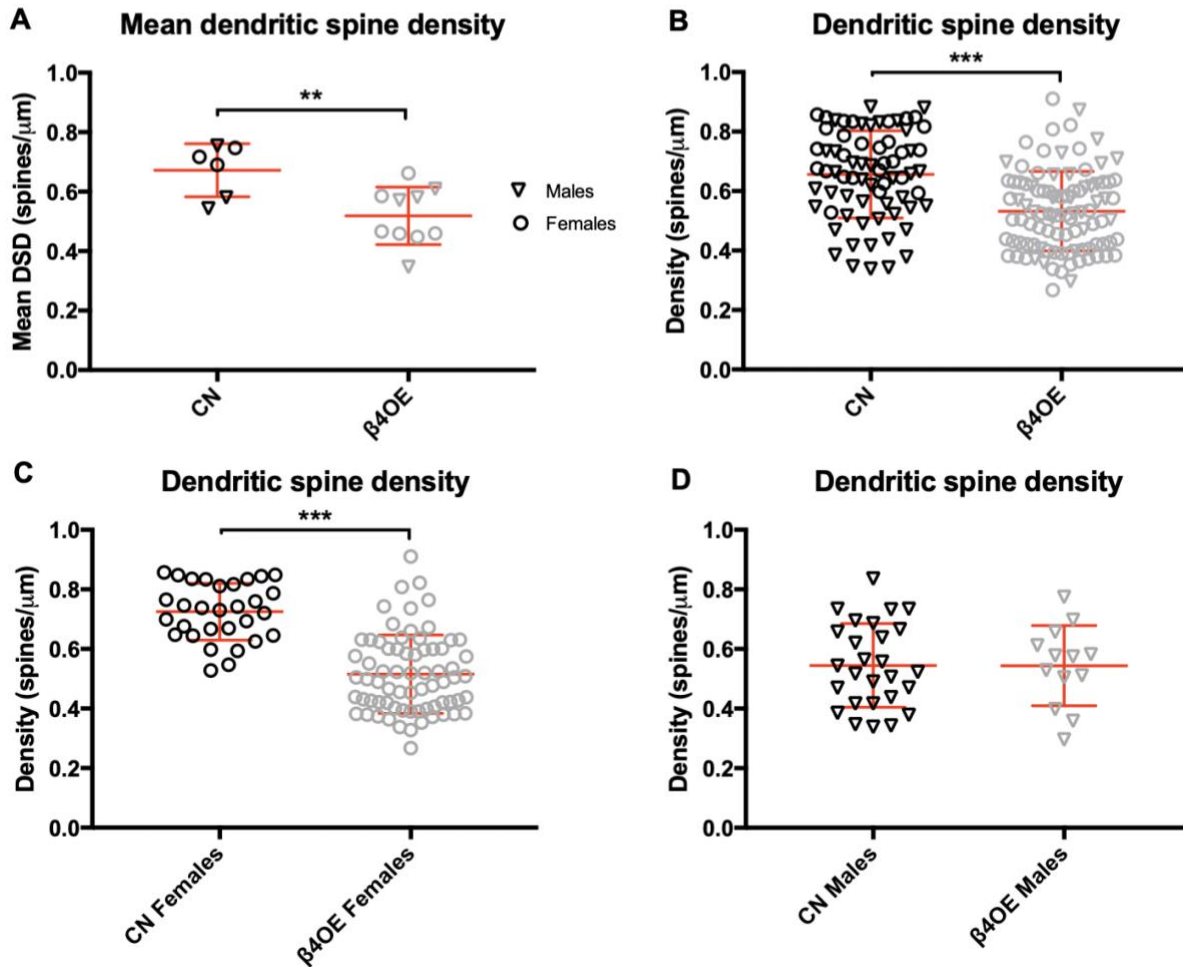 A
Mean dendritic spine density
Mean DSD (spines/μm)
1.0
0.8
0.6
0.4
0.2
0.0
**
CN
β4OE
Males
Females
B
Dendritic spine density
Density (spines/μm)
1.0
0.8
0.6
0.4
0.2
0.0
***
CN
β4OE
C
Dendritic spine density
Density (spines/μm)
1.0
0.8
0.6
0.4
0.2
0.0
***
CN Females
β4OE Females
D
Dendritic spine density
Density (spines/μm)
1.0
0.8
0.6
0.4
0.2
0.0
CN Males
β4OE Males